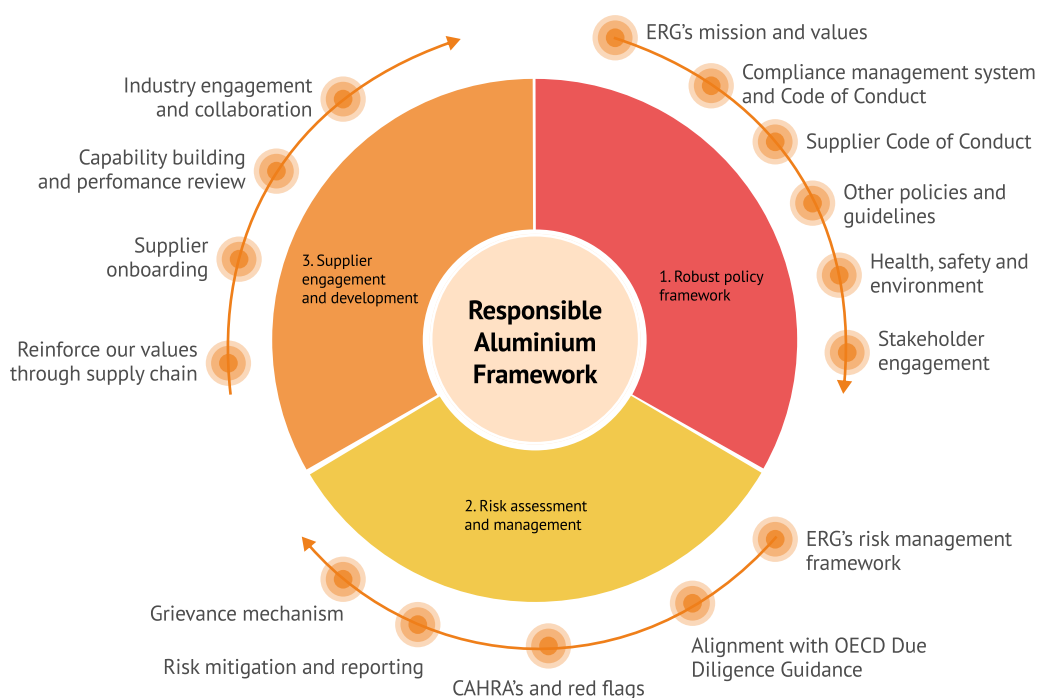 ERG’s mission and values
Compliance management system
and Code of Conduct
Supplier Code of Conduct
Other policies and
guidelines
Health, safety and
environment
Stakeholder
engagement
1. Robust policy
framework
Responsible
Aluminium
Framework
2. Risk assessment
and management
ERG’s risk management
framework
Alignment with OECD Due
Diligence Guidance
CAHRA’s and red flags
Risk mitigation and reporting
Grievance mechanism
3. Supplier
engagement
and development
Reinforce our values
through supply chain
Supplier
onboarding
Capability building
and perfomance review
Industry engagement
and collaboration